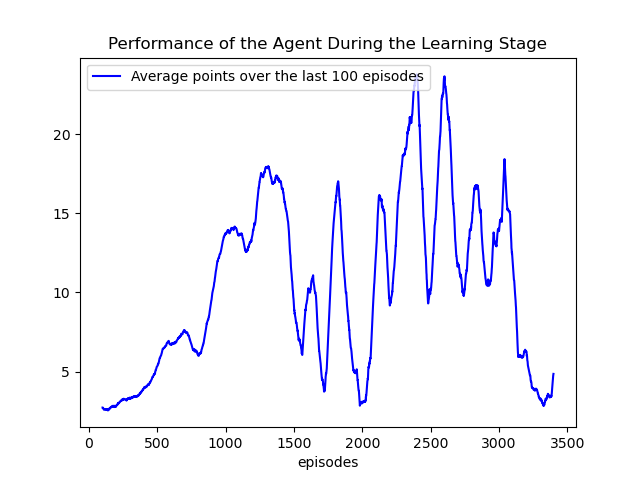 Performance of the Agent During the Learning Stage
Average points over the last 100 episodes
20
15
10
5
0 500 1000 1500 2000 2500 3000 3500
episodes